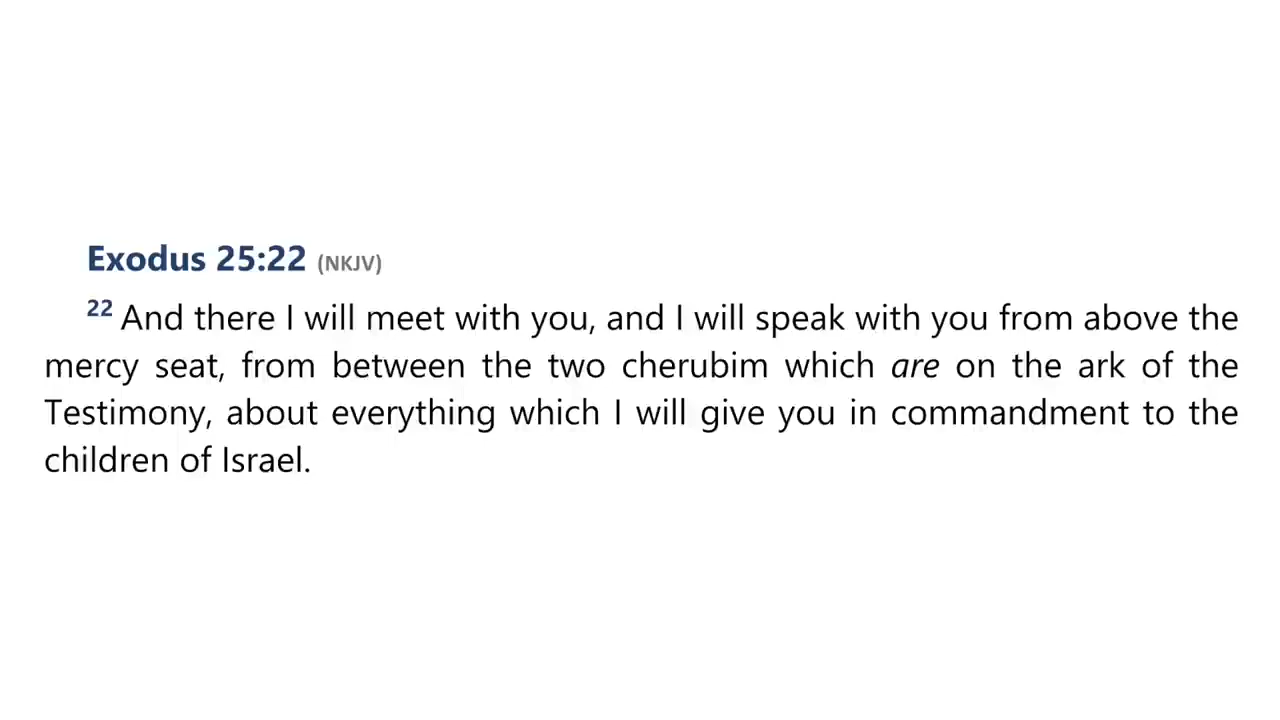 Exodus 25:22 (NKJV)
22 And there I will meet with you, and I will speak with you from above the
mercy seat, from between the two cherubim which are on the ark of the
Testimony, about everything which I will give you in commandment to the
children of Israel.